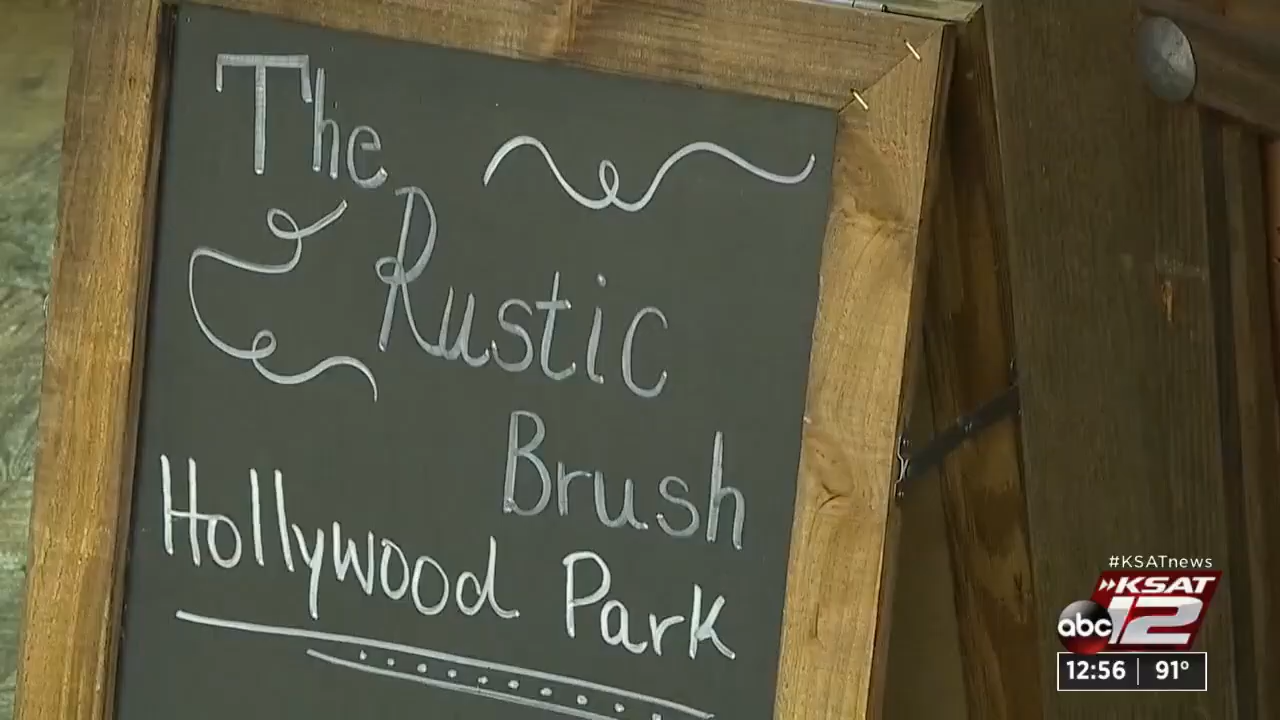 The
Rustic
Brush
Hollywood Park
#KSATnews
KSAT
abc 12
12:56 91°